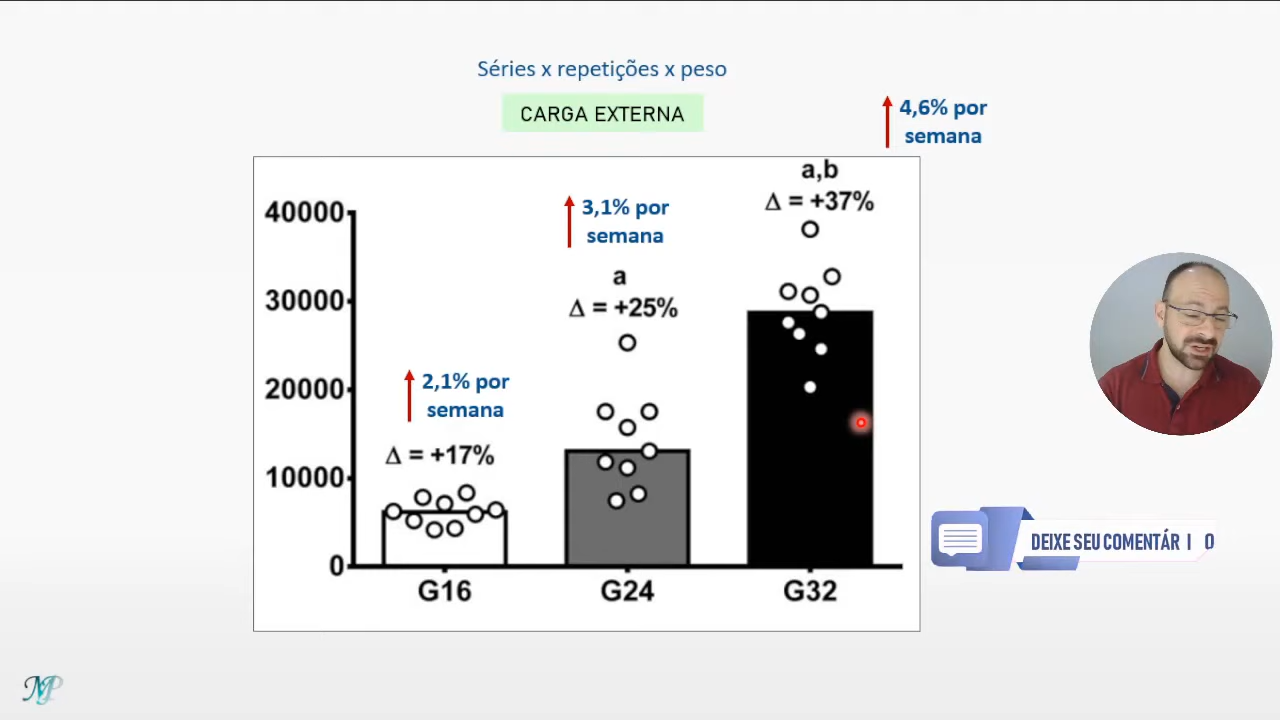 Séries x repetições x peso
CARGA EXTERNA
4,6% por
semana
a,b
Δ = +37%
3,1% por
semana
a
Δ = +25%
2,1% por
semana
Δ = +17%
40000
30000
20000
10000
0
G16
G24
G32
DEIXE SEU COMENTÁR I O
MP